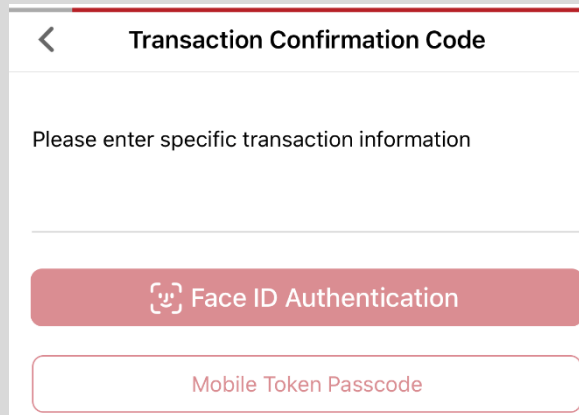 Transaction Confirmation Code
Please enter specific transaction information
Face ID Authentication
Mobile Token Passcode